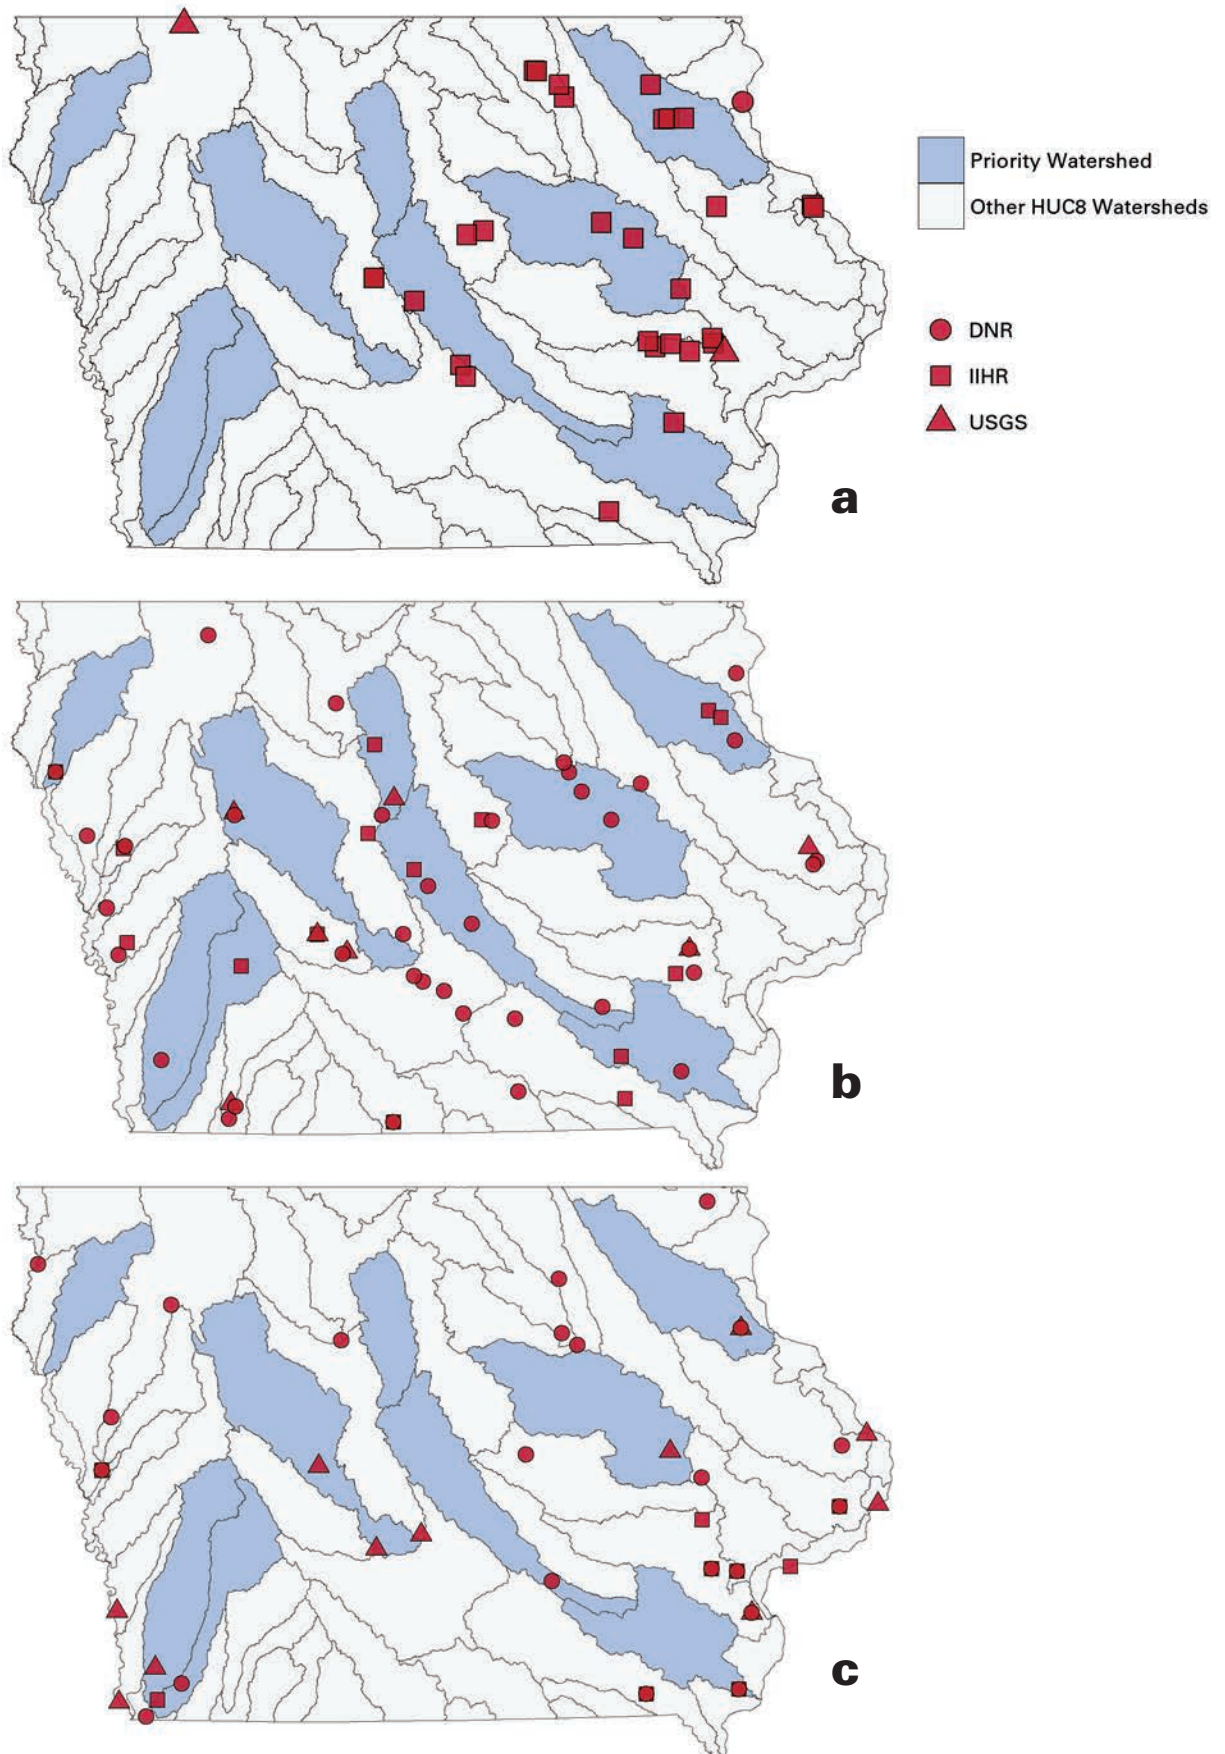 Priority Watershed
Other HUC8 Watersheds
DNR
IIHR
USGS
a
b
c